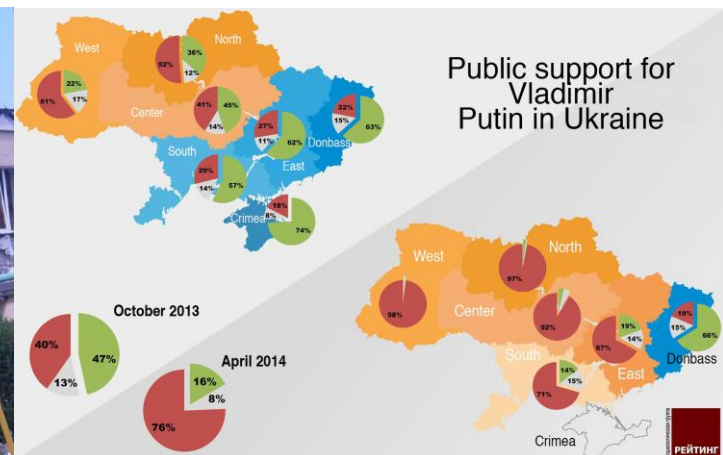 Public support for
Vladimir
Putin in Ukraine
West
North
Center
South
East
Donbass
Crimea
22%
61%
17%
52%
36%
12%
41%
45%
14%
27%
11%
62%
22%
15%
63%
29%
14%
57%
18%
8%
74%
October 2013
40%
47%
13%
April 2014
16%
8%
76%
West
North
Center
South
East
Donbass
Crimea
98%
97%
92%
19%
14%
67%
19%
15%
66%
14%
15%
71%
РЕЙТИНГ